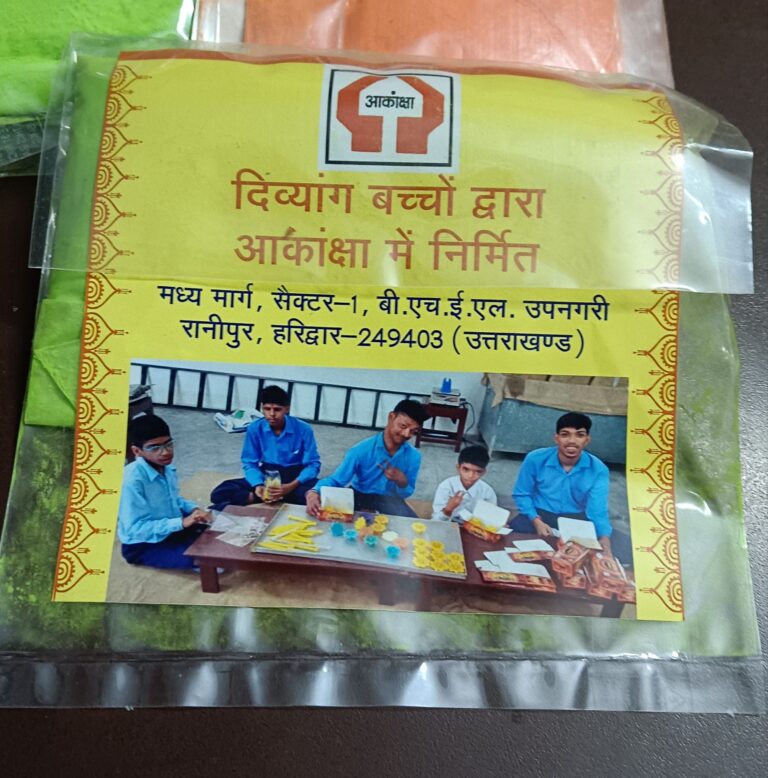 आकांक्षा
दिव्यांग बच्चों द्वारा
आकांक्षा में निर्मित
मध्य मार्ग, सैक्टर–1, बी.एच.ई.एल. उपनगरी
रानीपुर, हरिद्वार–249403 (उत्तराखण्ड)